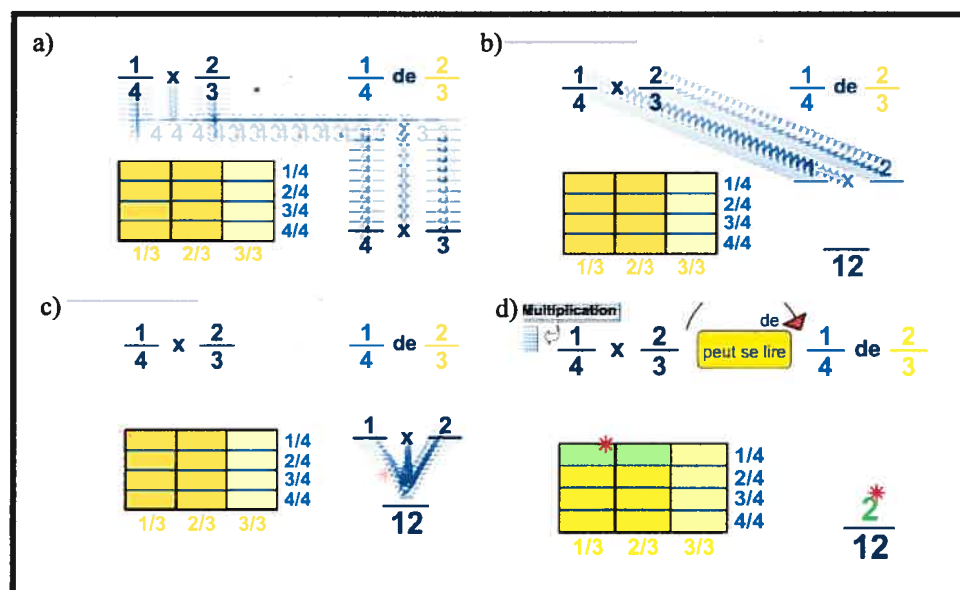 a)
1/4 x 2/3
1/4 de 2/3
1/4
2/4
3/4
4/4
1/3 2/3 3/3
4 x 3
b)
1/4 x 2/3
1/4 de 2/3
1 x 2
1/4
2/4
3/4
4/4
1/3 2/3 3/3
12
c)
1/4 x 2/3
1/4 de 2/3
1 x 2
12
1/4
2/4
3/4
4/4
1/3 2/3 3/3
d)
Multiplication
de
1/4 x 2/3 peut se lire 1/4 de 2/3
1/4
2/4
3/4
4/4
1/3 2/3 3/3
2*
12